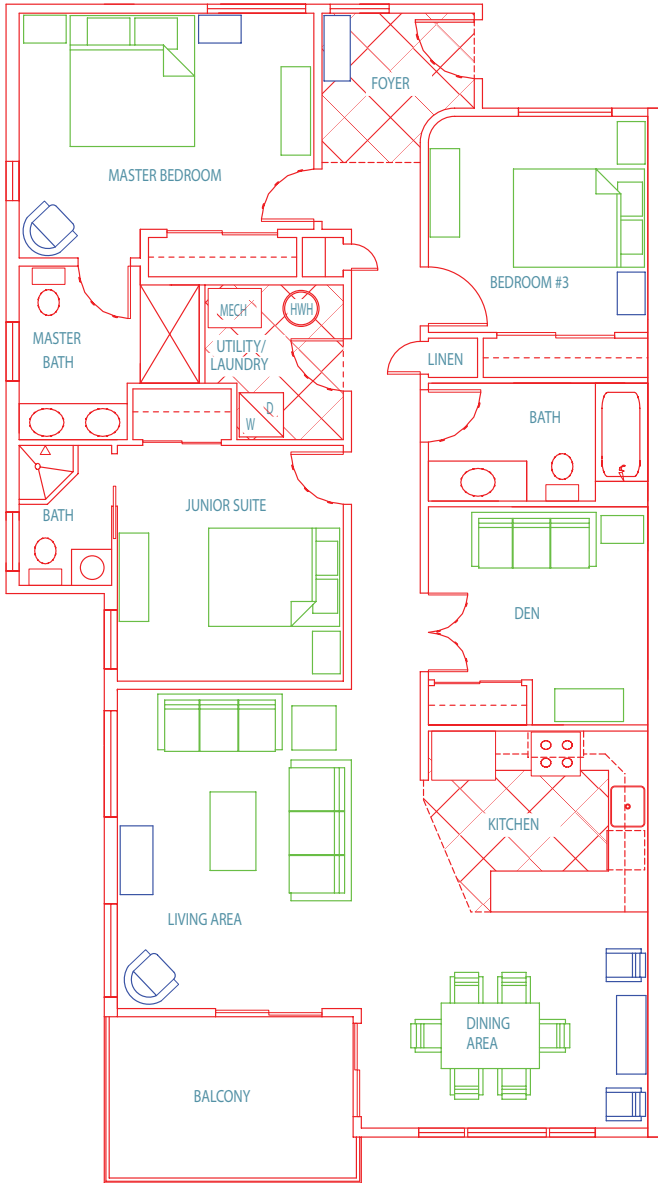 FOYER
MASTER BEDROOM
BEDROOM #3
MECH
HWH
MASTER
BATH
UTILITY/
LAUNDRY
LINEN
D
W
BATH
JUNIOR SUITE
BATH
DEN
KITCHEN
LIVING AREA
DINING
AREA
BALCONY